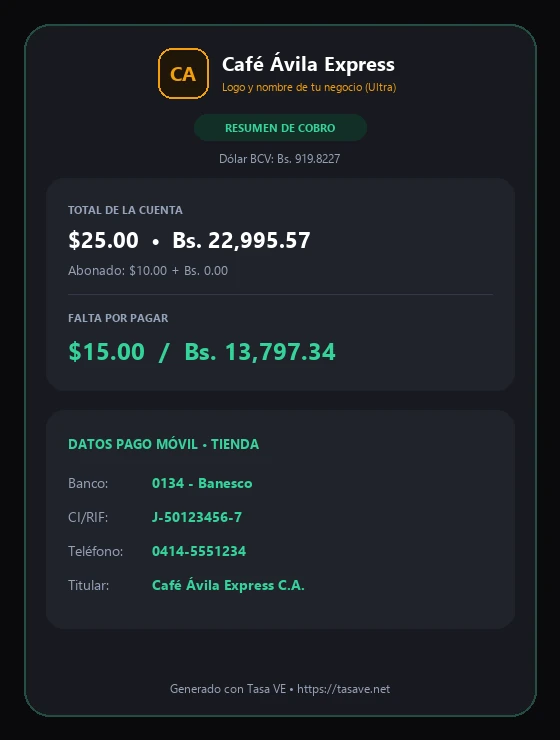 CA
Café Ávila Express
Logo y nombre de tu negocio (Ultra)
RESUMEN DE COBRO
Dólar BCV: Bs. 919.8227
TOTAL DE LA CUENTA
$25.00 • Bs. 22,995.57
Abonado: $10.00 + Bs. 0.00
FALTA POR PAGAR
$15.00 / Bs. 13,797.34
DATOS PAGO MÓVIL • TIENDA
Banco: 0134 - Banesco
CI/RIF: J-50123456-7
Teléfono: 0414-5551234
Titular: Café Ávila Express C.A.
Generado con Tasa VE • https://tasave.net